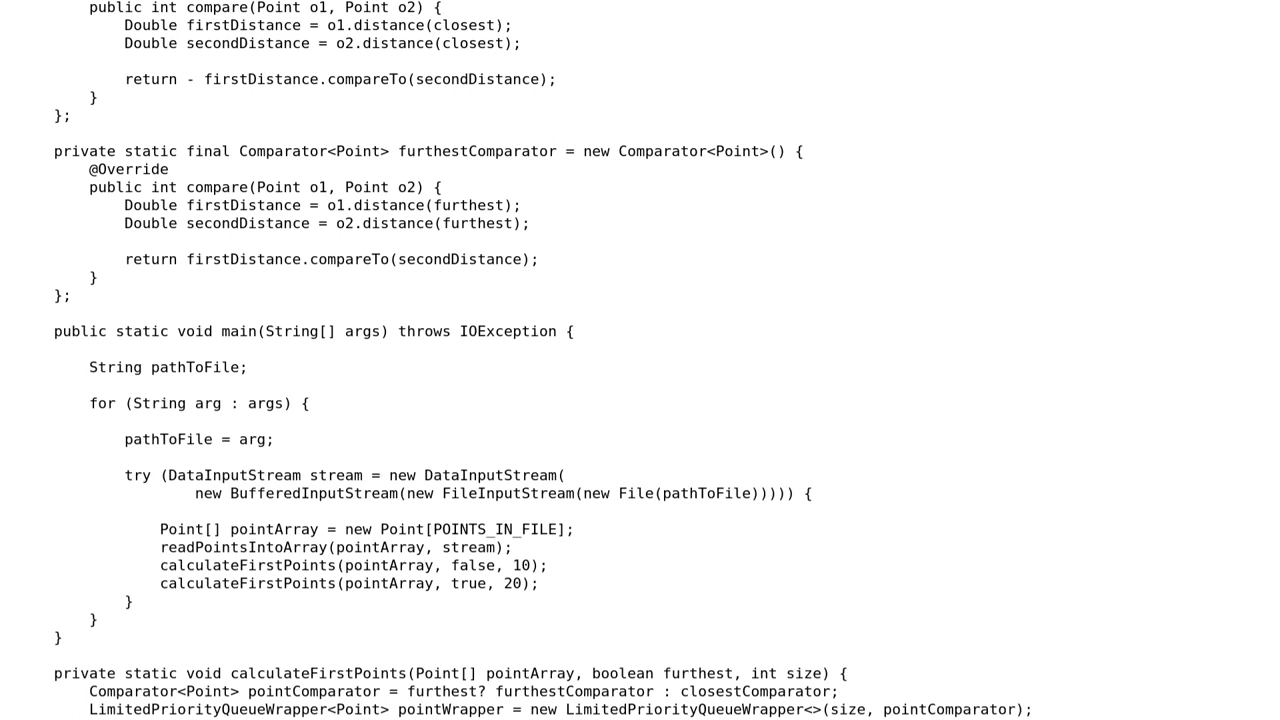 public int compare(Point o1, Point o2) {
        Double firstDistance = o1.distance(closest);
        Double secondDistance = o2.distance(closest);

        return - firstDistance.compareTo(secondDistance);
    }
};

private static final Comparator<Point> furthestComparator = new Comparator<Point>() {
    @Override
    public int compare(Point o1, Point o2) {
        Double firstDistance = o1.distance(furthest);
        Double secondDistance = o2.distance(furthest);

        return firstDistance.compareTo(secondDistance);
    }
};

public static void main(String[] args) throws IOException {

    String pathToFile;

    for (String arg : args) {

        pathToFile = arg;

        try (DataInputStream stream = new DataInputStream(
                new BufferedInputStream(new FileInputStream(new File(pathToFile))))) {

            Point[] pointArray = new Point[POINTS_IN_FILE];
            readPointsIntoArray(pointArray, stream);
            calculateFirstPoints(pointArray, false, 10);
            calculateFirstPoints(pointArray, true, 20);
        }
    }
}

private static void calculateFirstPoints(Point[] pointArray, boolean furthest, int size) {
    Comparator<Point> pointComparator = furthest? furthestComparator : closestComparator;
    LimitedPriorityQueueWrapper<Point> pointWrapper = new LimitedPriorityQueueWrapper<>(size, pointComparator);